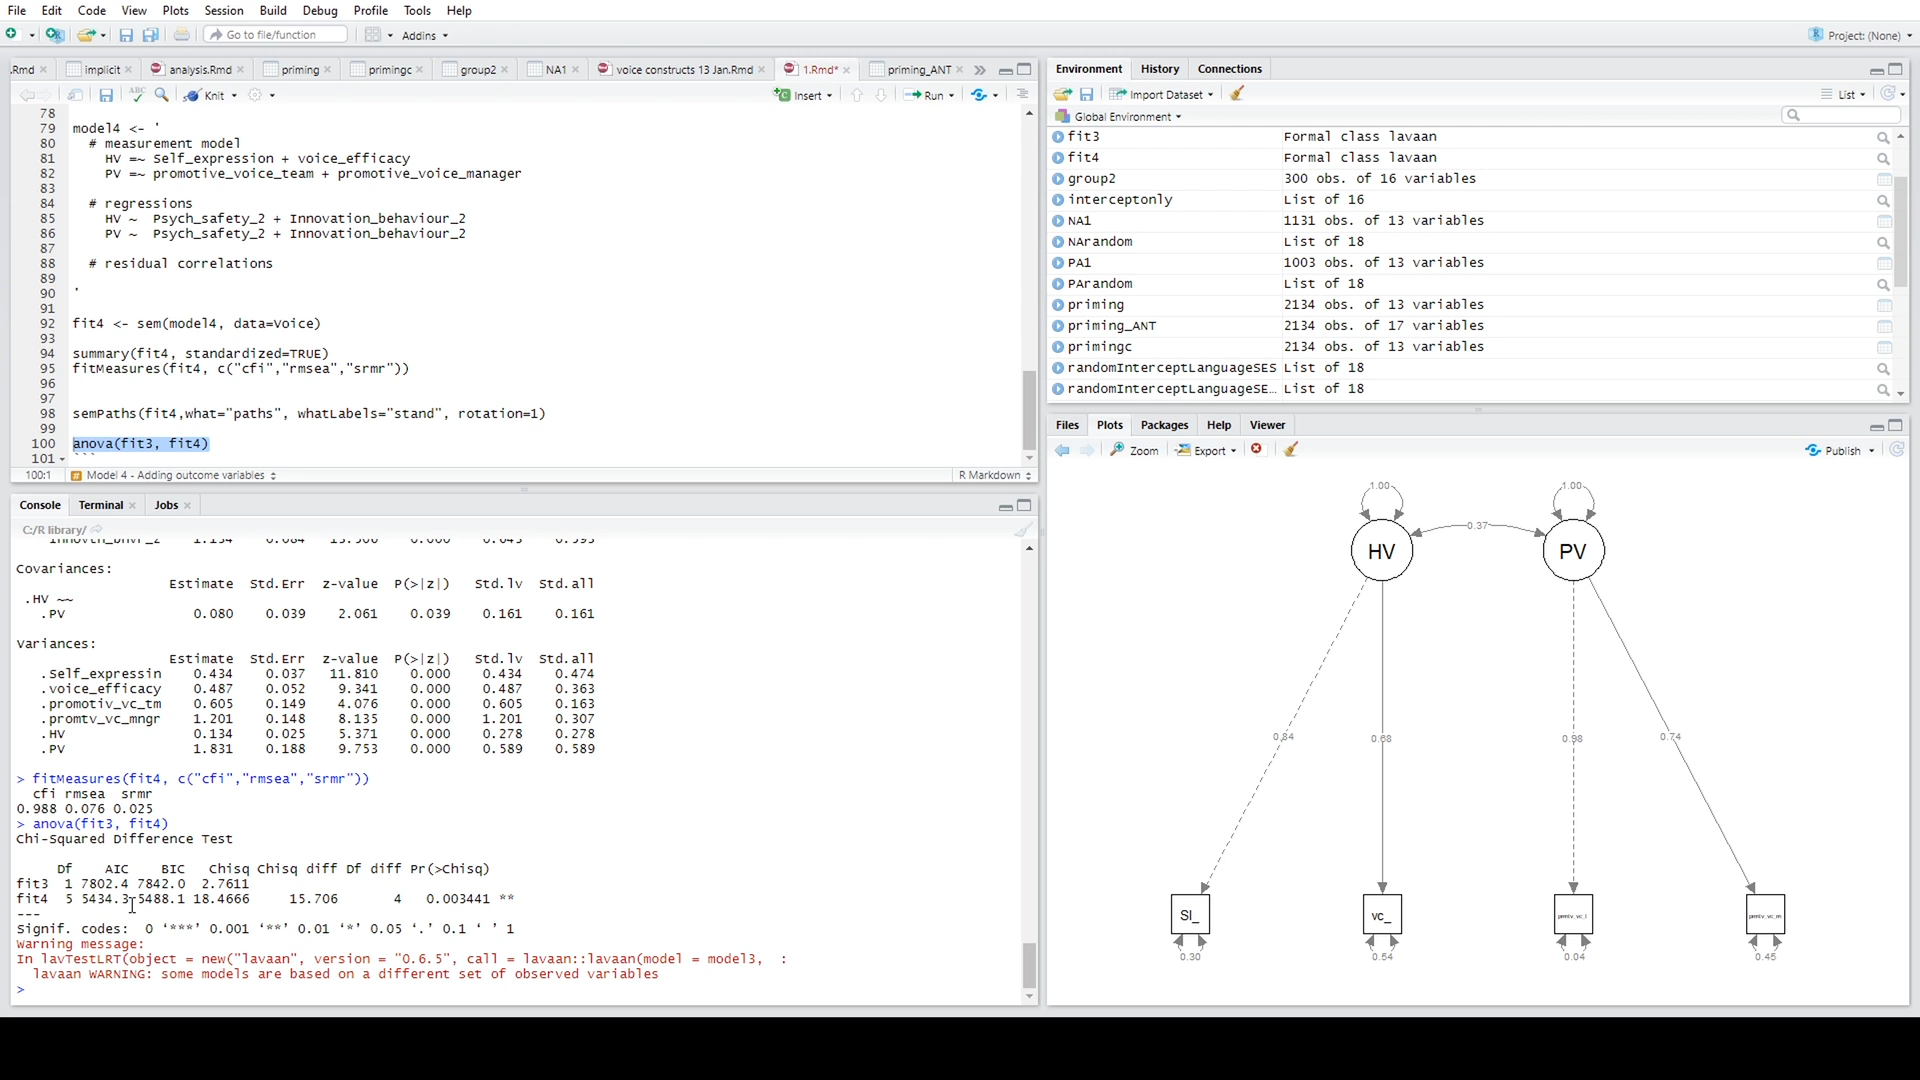 File Edit Code View Plots Session Build Debug Profile Tools Help
Go to file/function Addins Project: (None)
.Rmd implicit analysis.Rmd priming primingc group2 NA1 voice constructs 13 Jan.Rmd 1.Rmd* priming_ANT
ABC Knit Insert Run
78
79 model4 <- '
80 # measurement model
81 HV =~ Self_expression + voice_efficacy
82 PV =~ promotive_voice_team + promotive_voice_manager
83
84 # regressions
85 HV ~ Psych_safety_2 + Innovation_behaviour_2
86 PV ~ Psych_safety_2 + Innovation_behaviour_2
87
88 # residual correlations
89
90 '
91
92 fit4 <- sem(model4, data=Voice)
93
94 summary(fit4, standardized=TRUE)
95 fitMeasures(fit4, c("cfi","rmsea","srmr"))
96
97
98 semPaths(fit4,what="paths", whatLabels="stand", rotation=1)
99
100 anova(fit3, fit4)
101 ```
100:1 Model 4 - Adding outcome variables R Markdown
Console Terminal Jobs
C:/R library/
Covariances:
Estimate Std.Err z-value P(>|z|) Std.lv Std.all
.HV ~~
.PV 0.080 0.039 2.061 0.039 0.161 0.161
Variances:
Estimate Std.Err z-value P(>|z|) Std.lv Std.all
.Self_expressin 0.434 0.037 11.810 0.000 0.434 0.474
.voice_efficacy 0.487 0.052 9.341 0.000 0.487 0.363
.promotiv_vc_tm 0.605 0.149 4.076 0.000 0.605 0.163
.promtv_vc_mngr 1.201 0.148 8.135 0.000 1.201 0.307
.HV 0.134 0.025 5.371 0.000 0.278 0.278
.PV 1.831 0.188 9.753 0.000 0.589 0.589
> fitMeasures(fit4, c("cfi","rmsea","srmr"))
cfi rmsea srmr
0.988 0.076 0.025
> anova(fit3, fit4)
Chi-Squared Difference Test
Df AIC BIC Chisq Chisq diff Df diff Pr(>Chisq)
fit3 1 7802.4 7842.0 2.7611
fit4 5 5434.3 5488.1 18.4666 15.706 4 0.003441 **
---
Signif. codes: 0 ‘***’ 0.001 ‘**’ 0.01 ‘*’ 0.05 ‘.’ 0.1 ‘ ’ 1
Warning message:
In lavTestLRT(object = new("lavaan", version = "0.6.5", call = lavaan::lavaan(model = model3, :
lavaan WARNING: some models are based on a different set of observed variables
>
Environment History Connections
Import Dataset List
Global Environment
fit3 Formal class lavaan
fit4 Formal class lavaan
group2 300 obs. of 16 variables
interceptonly List of 16
NA1 1131 obs. of 13 variables
NArandom List of 18
PA1 1003 obs. of 13 variables
PArandom List of 18
priming 2134 obs. of 13 variables
priming_ANT 2134 obs. of 17 variables
primingc 2134 obs. of 13 variables
randomInterceptLanguageSES List of 18
randomInterceptLanguageSE... List of 18
Files Plots Packages Help Viewer
Zoom Export Publish
1.00 1.00
0.37
HV PV
0.84 0.68 0.98 0.74
Sl_ vc_ prmtv_vc_t prmtv_vc_m
0.30 0.54 0.04 0.45